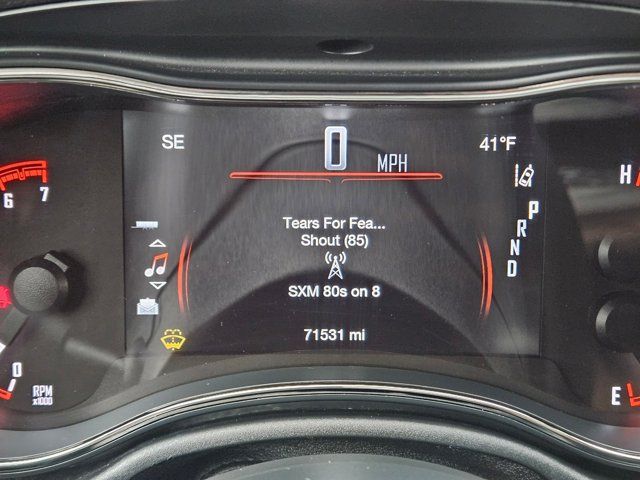 SE
0 MPH
41°F
6 7
H
Tears For Fea...
Shout (85)
SXM 80s on 8
71531 mi
P
R
N
D
0
RPM
x1000
E